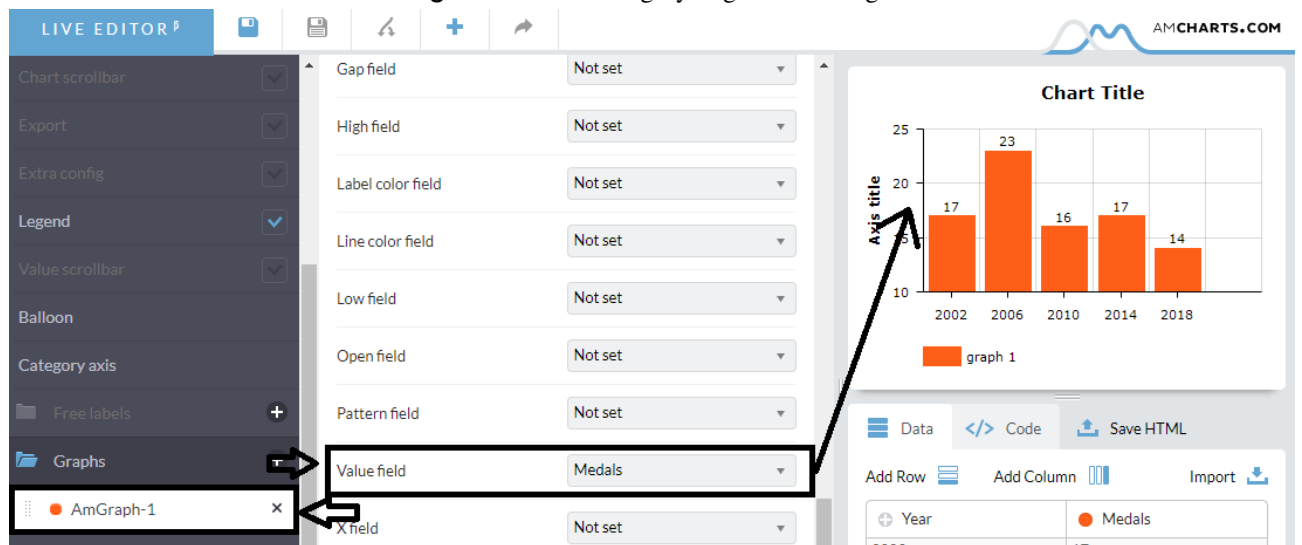 LIVE EDITOR β
AMCHARTS.COM
Chart scrollbar
Export
Extra config
Legend
Value scrollbar
Balloon
Category axis
Free labels
Graphs
AmGraph-1
Gap field Not set
High field Not set
Label color field Not set
Line color field Not set
Low field Not set
Open field Not set
Pattern field Not set
Value field Medals
X field Not set
Chart Title
Axis title
25
20
10
17
23
16
17
14
2002 2006 2010 2014 2018
graph 1
Data </> Code Save HTML
Add Row Add Column Import
Year Medals